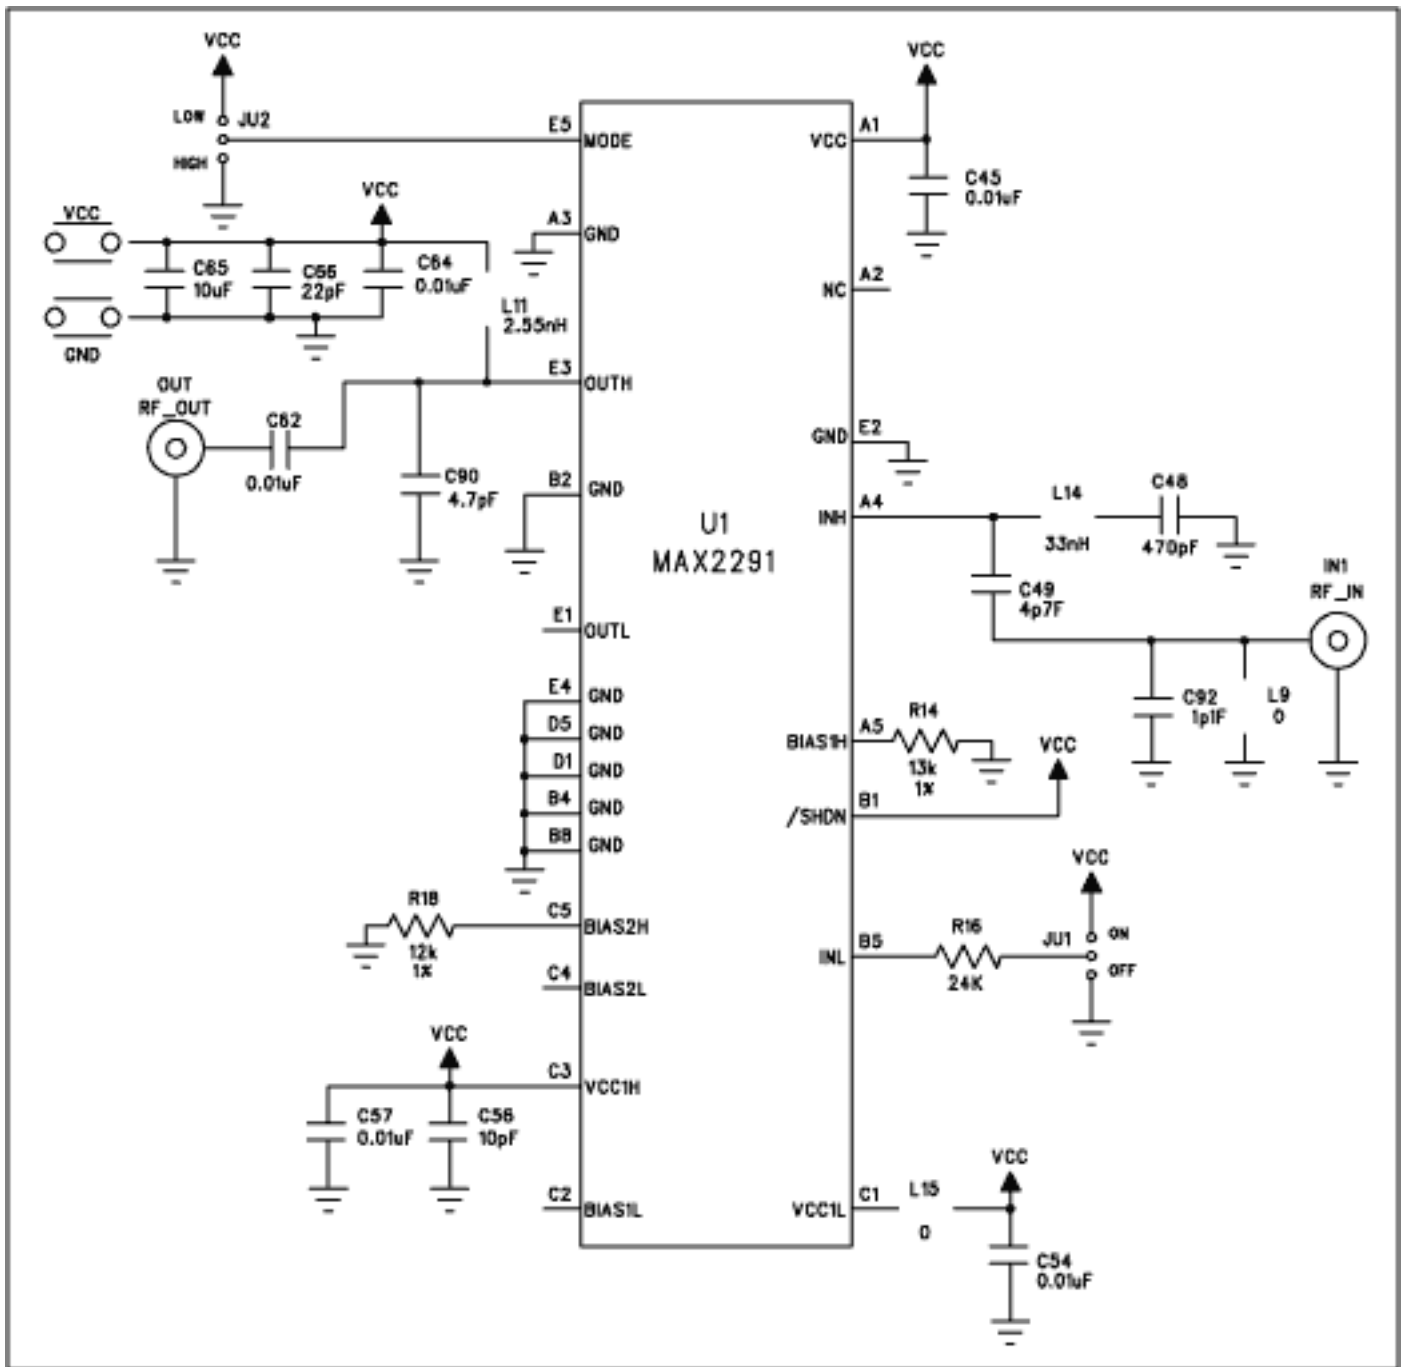 VCC
LOW
JU2
HIGH
E5
MODE
VCC
A1
VCC
C45
0.01uF
VCC
VCC
A3
GND
C65
10uF
C66
22pF
C64
0.01uF
L11
2.55nH
GND
A2
NC
E3
OUTH
OUT
RF_OUT
C62
0.01uF
C90
4.7pF
B2
GND
U1
MAX2291
E2
GND
A4
INH
L14
33nH
C48
470pF
C49
4p7F
IN1
RF_IN
C92
1p1F
L9
0
E1
OUTL
E4
GND
D5
GND
D1
GND
B4
GND
B8
GND
A5
BIAS1H
R14
13k
1%
VCC
B1
/SHDN
R18
12k
1%
C5
BIAS2H
C4
BIAS2L
VCC
B5
INL
R16
24K
JU1
ON
OFF
VCC
C3
VCC1H
C57
0.01uF
C56
10pF
C2
BIAS1L
C1
VCC1L
L15
0
VCC
C54
0.01uF